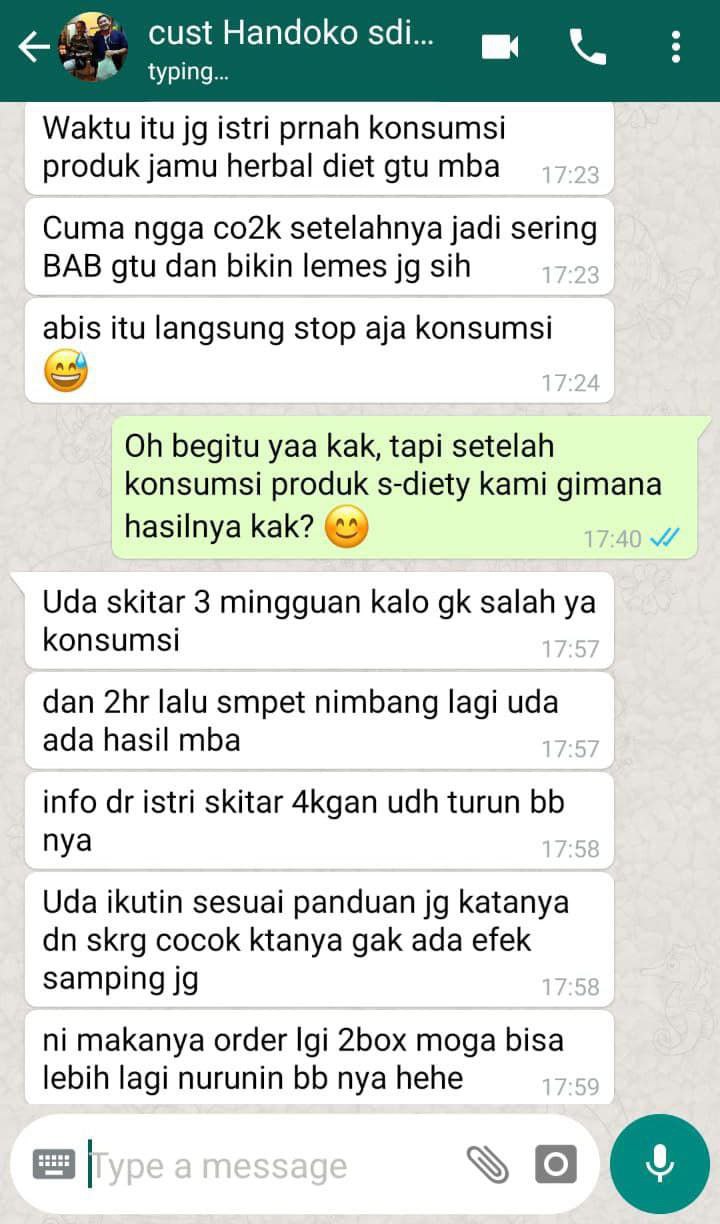 cust Handoko sdi...
typing...
Waktu itu jg istri prnah konsumsi
produk jamu herbal diet gtu mba 17:23
Cuma ngga co2k setelahnya jadi sering
BAB gtu dan bikin lemes jg sih 17:23
abis itu langsung stop aja konsumsi
😅 17:24
Oh begitu yaa kak, tapi setelah
konsumsi produk s-diety kami gimana
hasilnya kak? 😊 17:40
Uda skitar 3 mingguan kalo gk salah ya
konsumsi 17:57
dan 2hr lalu smpet nimbang lagi uda
ada hasil mba 17:57
info dr istri skitar 4kgan udh turun bb
nya 17:58
Uda ikutin sesuai panduan jg katanya
dn skrg cocok ktanya gak ada efek
samping jg 17:58
ni makanya order lgi 2box moga bisa
lebih lagi nurunin bb nya hehe 17:59
Type a message